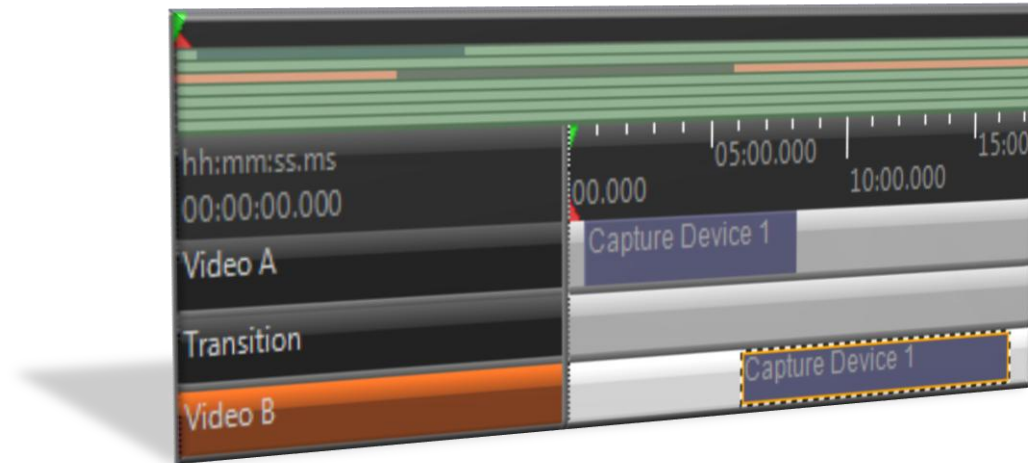 hh:mm:ss.ms
00:00:00.000
00.000
05:00.000
10:00.000
15:00
Video A
Capture Device 1
Transition
Video B
Capture Device 1